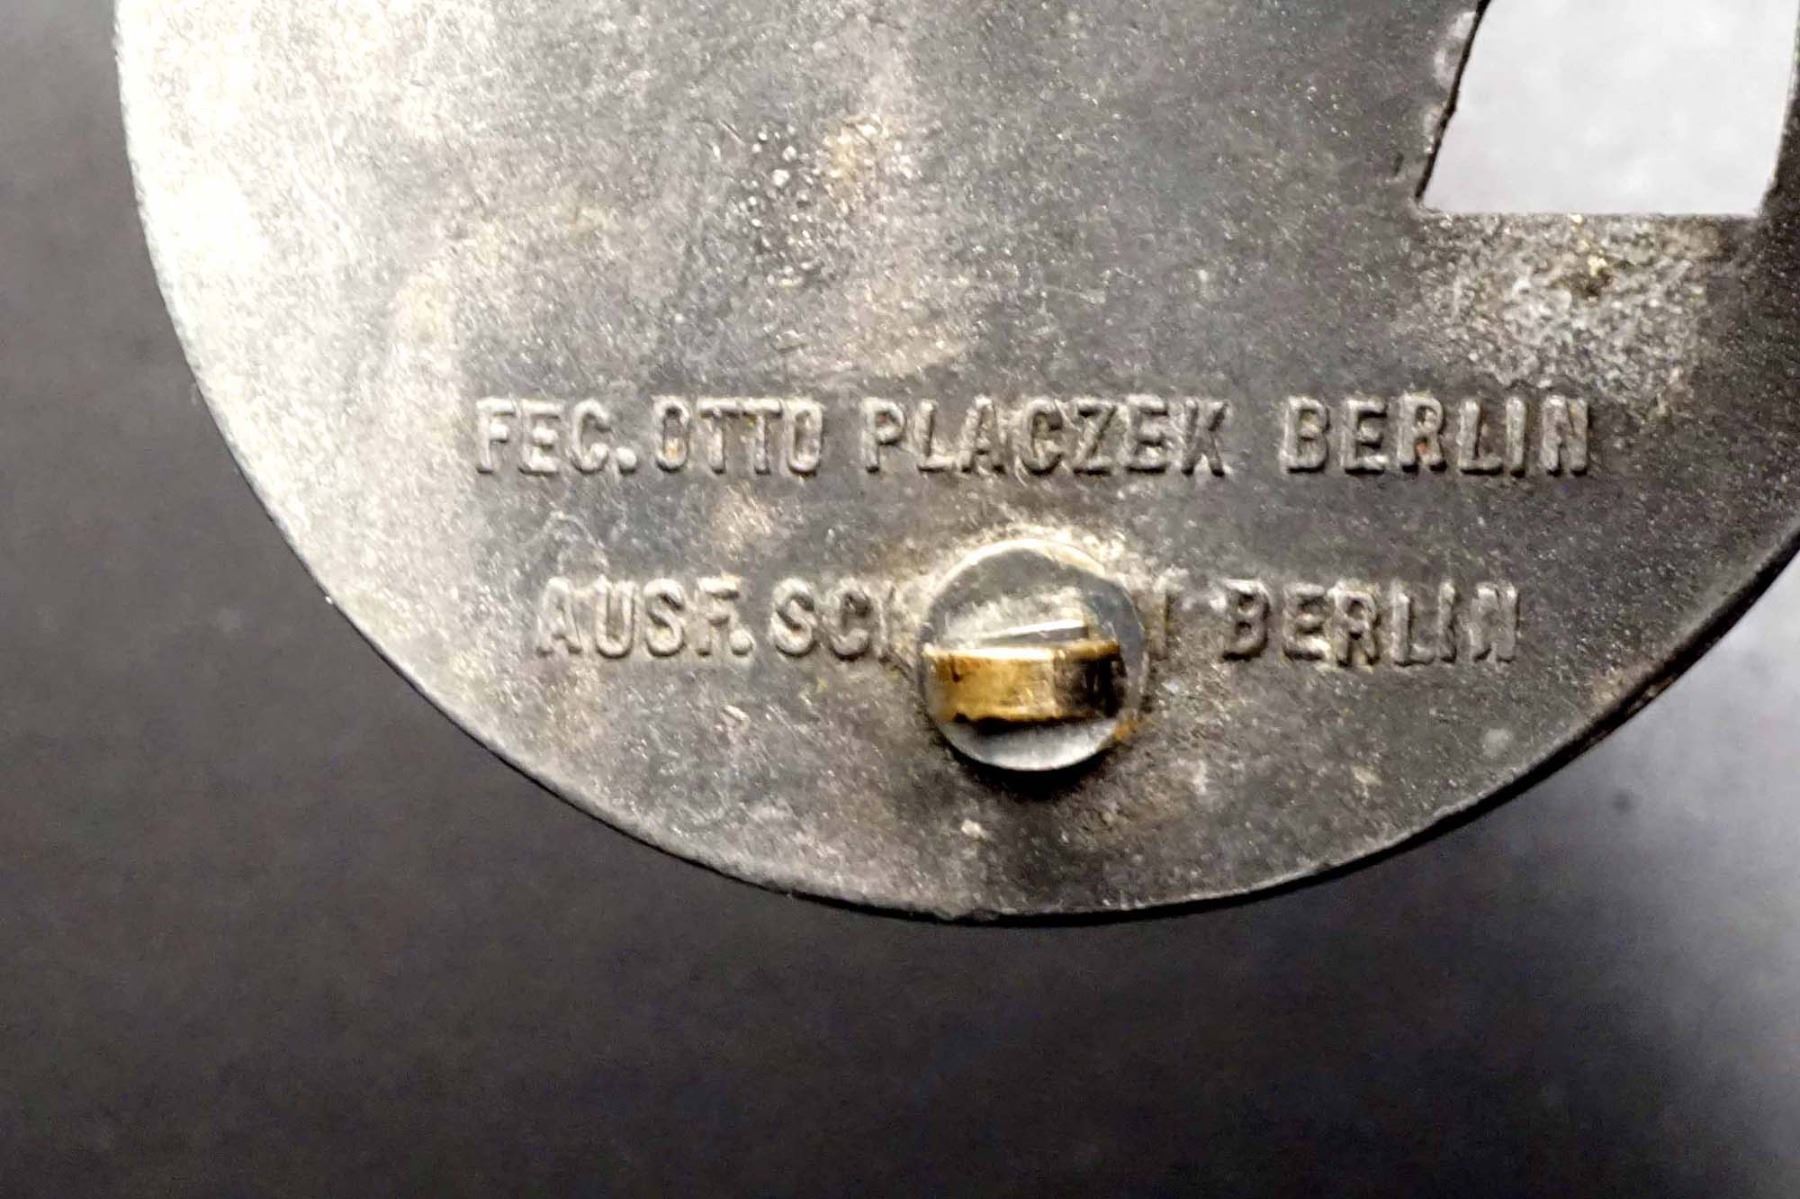 FEC. OTTO PLACZEK BERLIN
AUSF. BERLIN